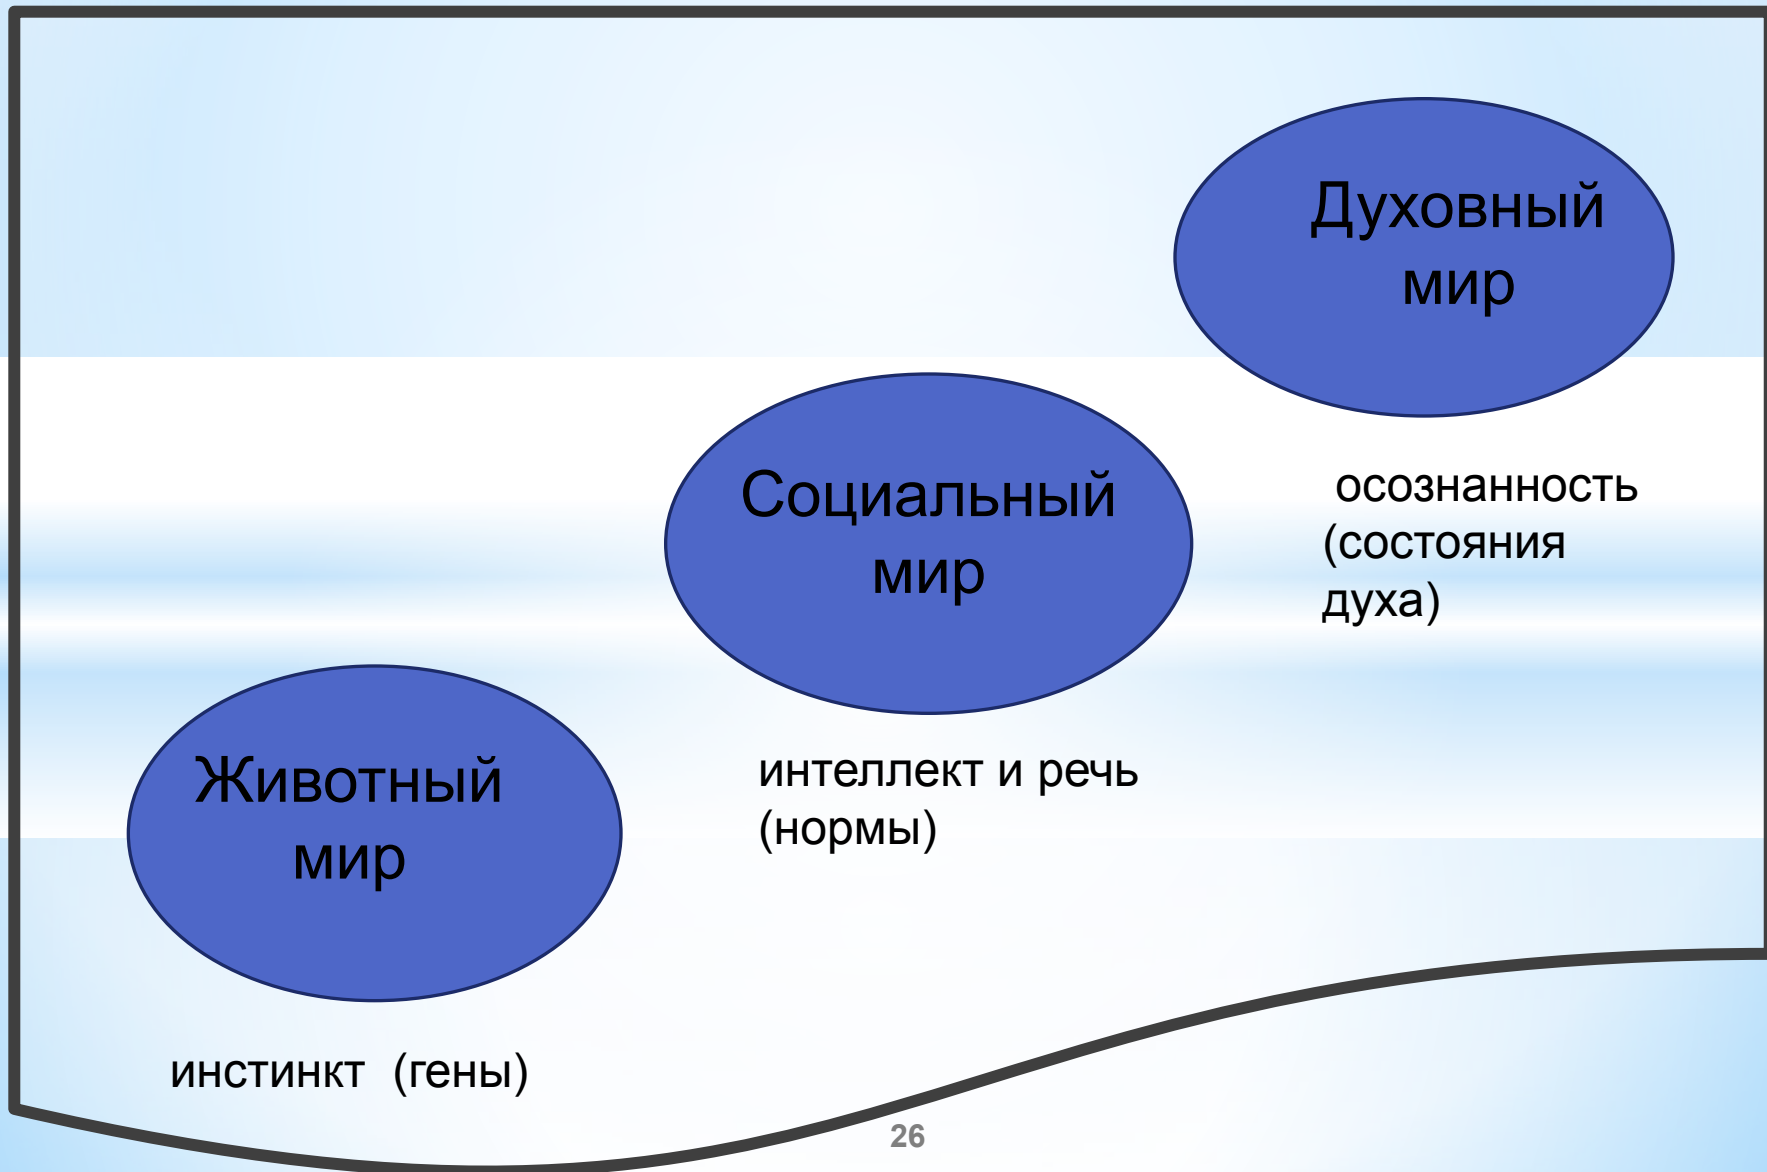 Духовный
мир
осознанность
(состояния
духа)
Социальный
мир
интеллект и речь
(нормы)
Животный
мир
инстинкт (гены)
26